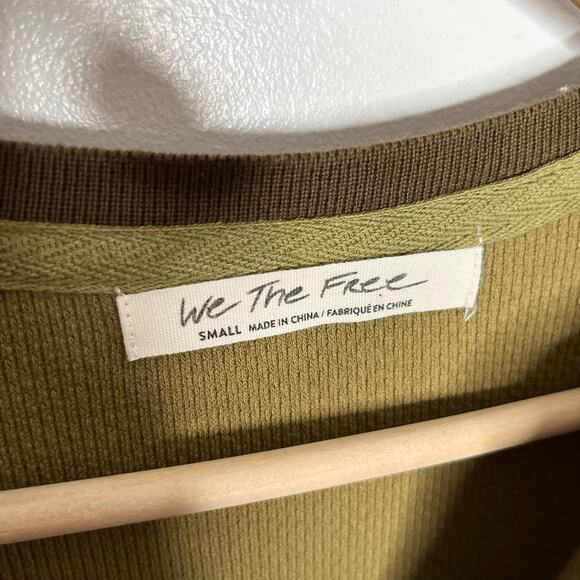 We The Free
SMALL MADE IN CHINA / FABRIQUÉ EN CHINE